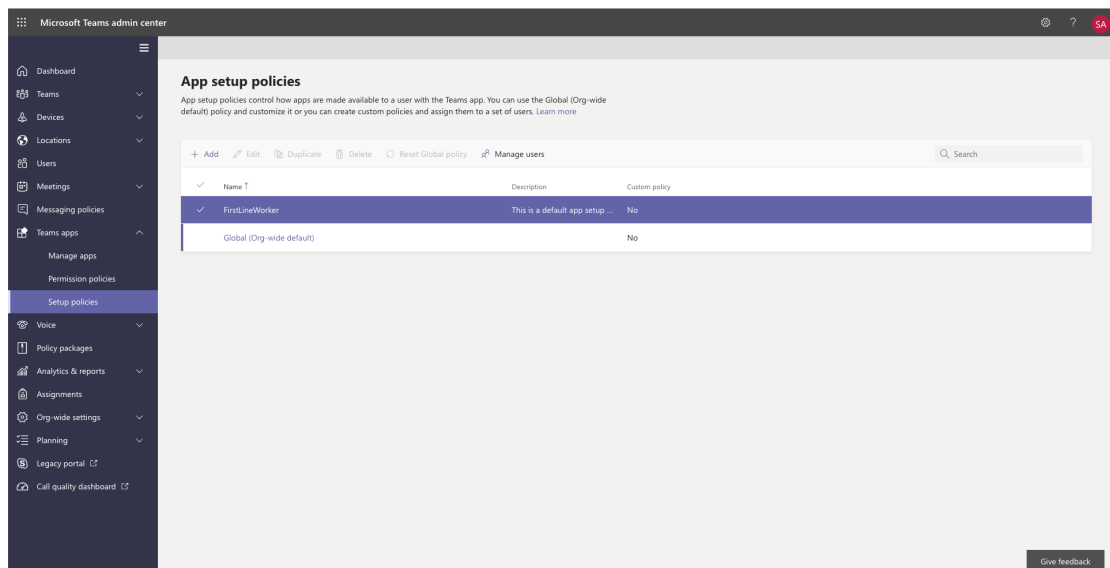 Microsoft Teams admin center
?
SA
Dashboard
Teams
Devices
Locations
Users
Meetings
Messaging policies
Teams apps
Manage apps
Permission policies
Setup policies
Voice
Policy packages
Analytics & reports
Assignments
Org-wide settings
Planning
Legacy portal
Call quality dashboard
App setup policies
App setup policies control how apps are made available to a user with the Teams app. You can use the Global (Org-wide
default) policy and customize it or you can create custom policies and assign them to a set of users. Learn more
+ Add Edit Duplicate Delete Reset Global policy Manage users Search
Name ↑ Description Custom policy
FirstLineWorker This is a default app setup ... No
Global (Org-wide default) No
Give feedback